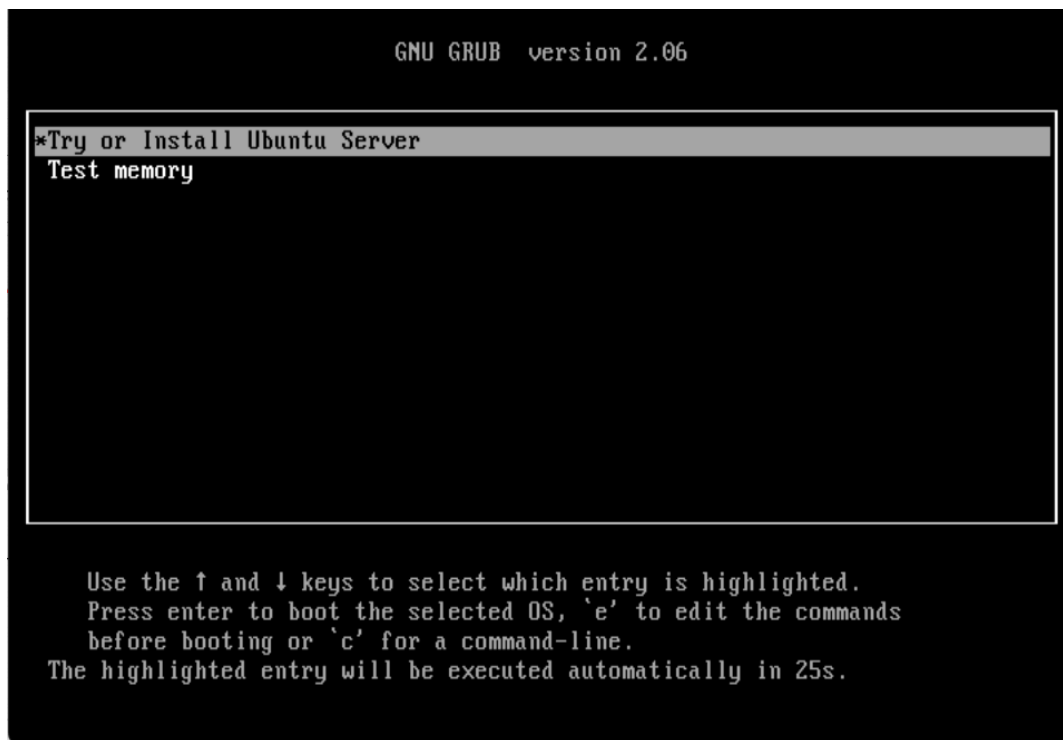 GNU GRUB  version 2.06
*Try or Install Ubuntu Server
Test memory
Use the ↑ and ↓ keys to select which entry is highlighted.
Press enter to boot the selected OS, `e' to edit the commands
before booting or `c' for a command-line.
The highlighted entry will be executed automatically in 25s.